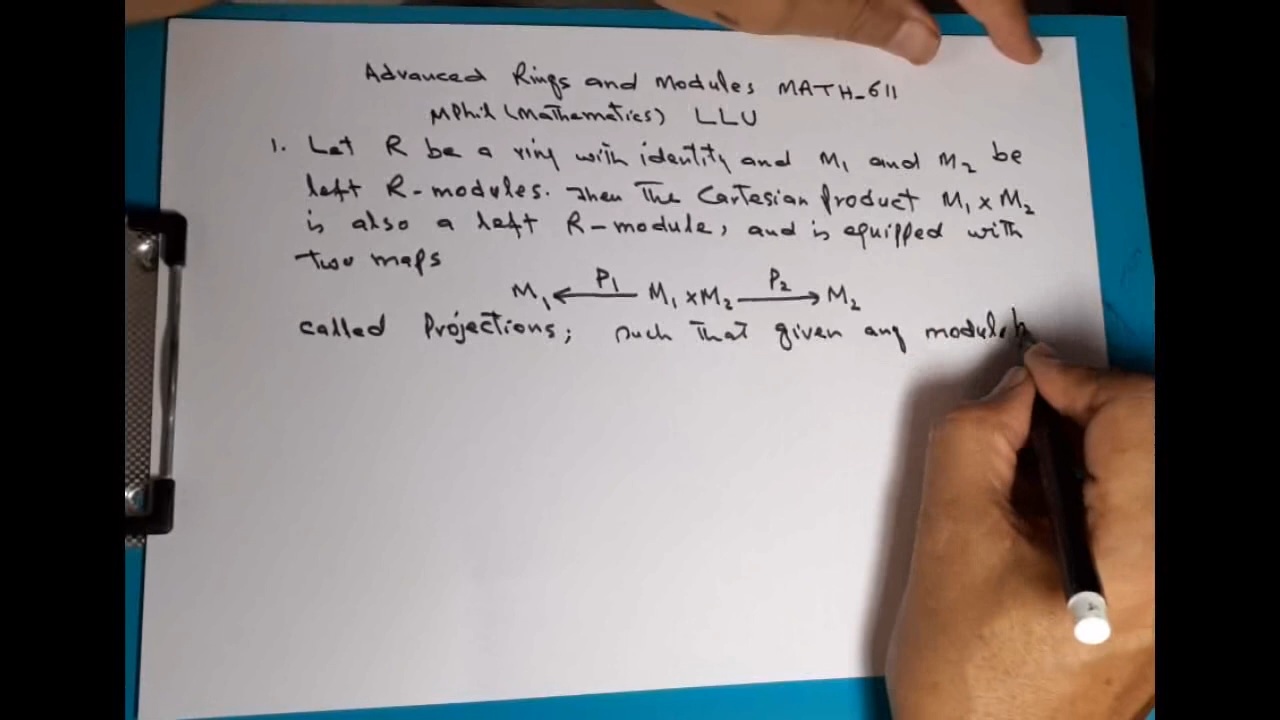 Advanced Rings and Modules MATH-611
MPhil (Mathematics) LLU
1. Let R be a ring with identity and M₁ and M₂ be
left R-modules. Then the Cartesian Product M₁ × M₂
is also a left R-module, and is equipped with
two maps
M₁ ⟵ P₁ M₁ × M₂ P₂ ⟶ M₂
called Projections; such that given any module